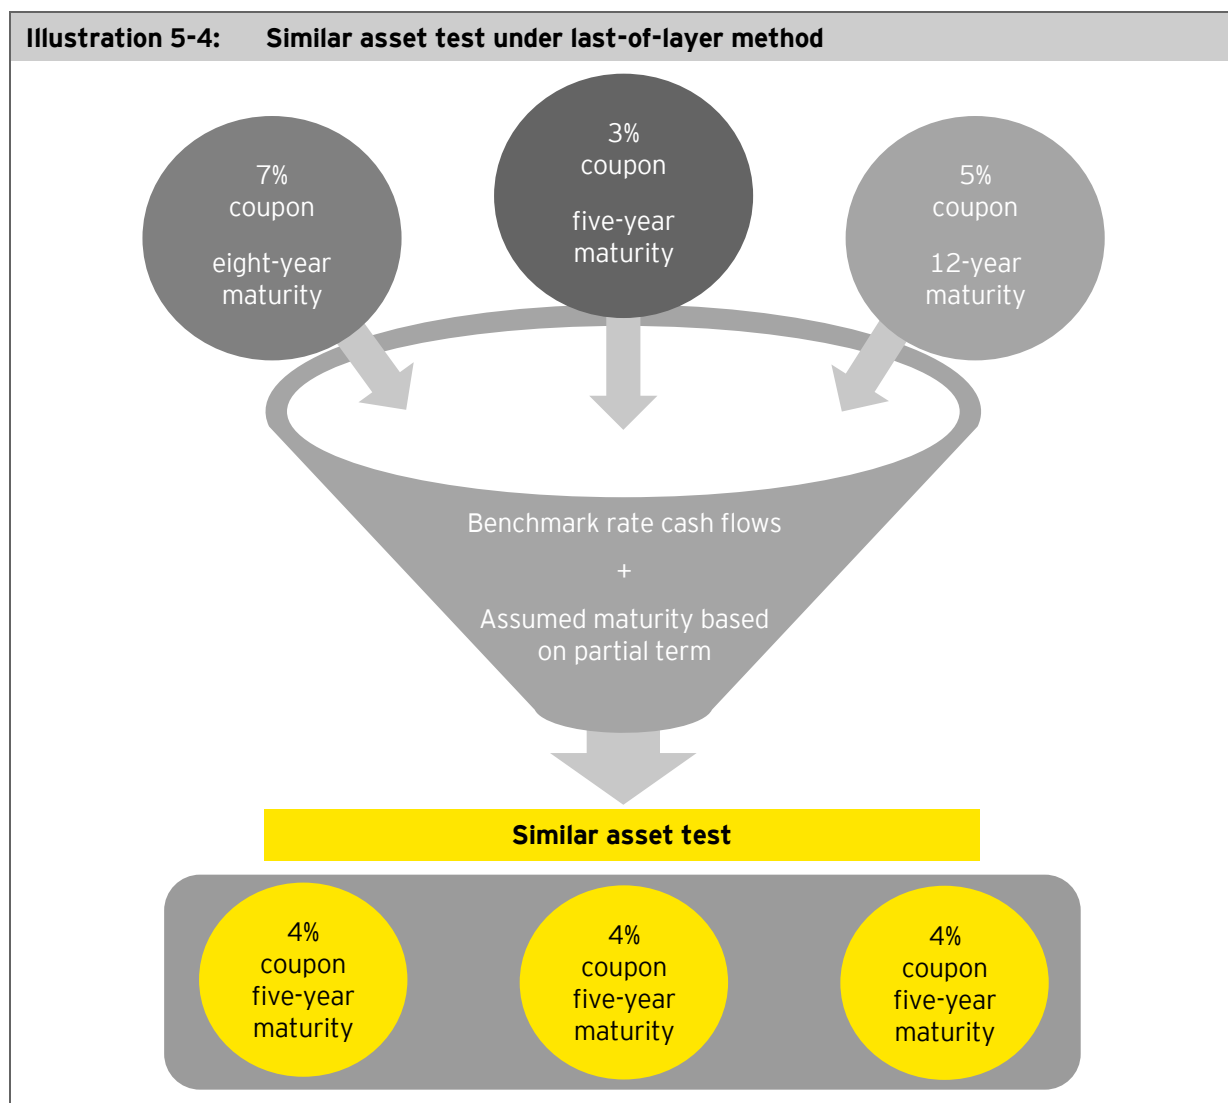 Illustration 5-4: Similar asset test under last-of-layer method
7%
coupon
eight-year
maturity
3%
coupon
five-year
maturity
5%
coupon
12-year
maturity
Benchmark rate cash flows
+
Assumed maturity based
on partial term
Similar asset test
4%
coupon
five-year
maturity
4%
coupon
five-year
maturity
4%
coupon
five-year
maturity